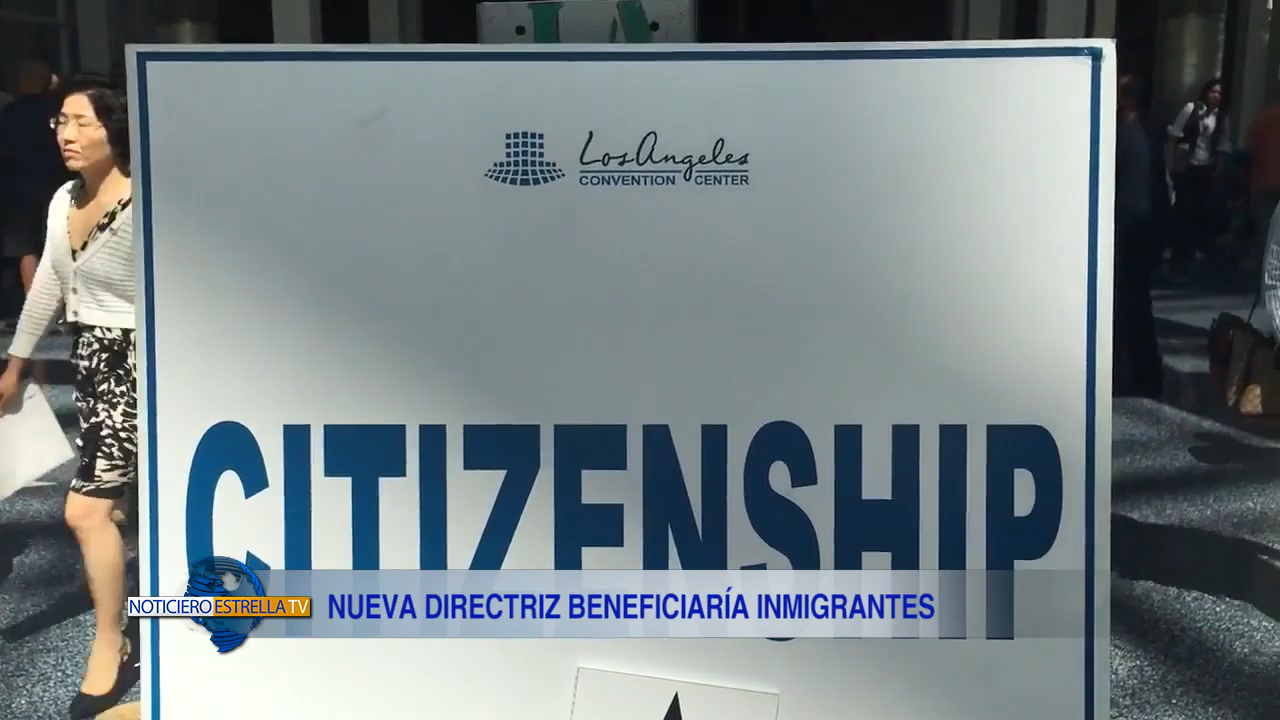 Los Angeles
CONVENTION CENTER
CITIZENSHIP
NOTICIERO ESTRELLA TV
NUEVA DIRECTRIZ BENEFICIARÍA INMIGRANTES